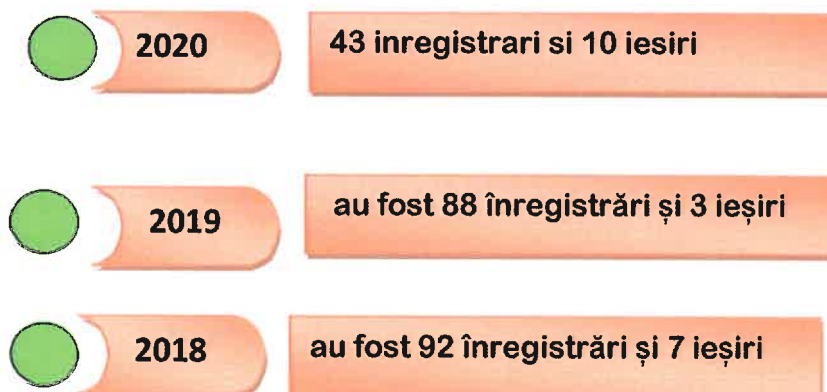 2020
43 inregistrari si 10 iesiri
2019
au fost 88 înregistrări și 3 ieșiri
2018
au fost 92 înregistrări și 7 ieșiri